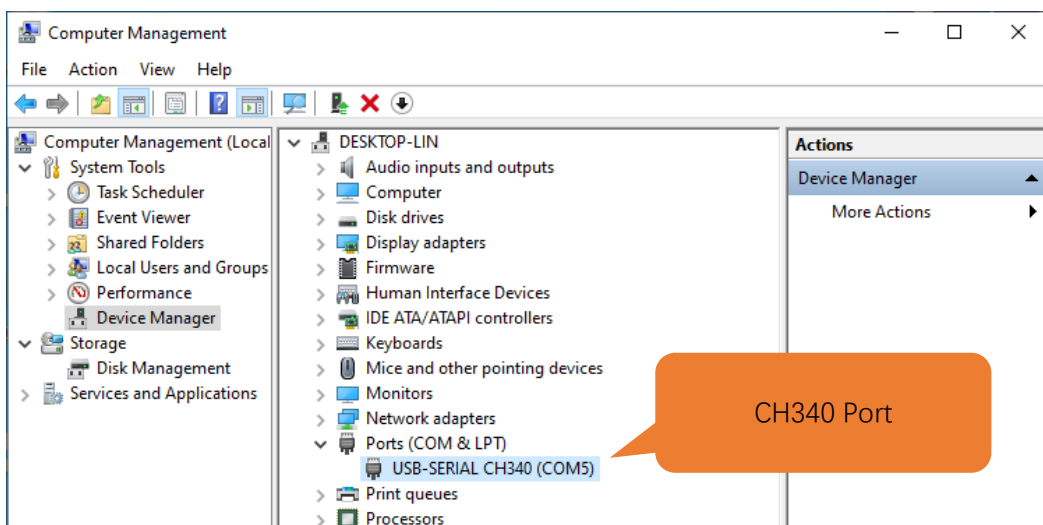 Computer Management
File Action View Help
Computer Management (Local
System Tools
Task Scheduler
Event Viewer
Shared Folders
Local Users and Groups
Performance
Device Manager
Storage
Disk Management
Services and Applications
DESKTOP-LIN
Audio inputs and outputs
Computer
Disk drives
Display adapters
Firmware
Human Interface Devices
IDE ATA/ATAPI controllers
Keyboards
Mice and other pointing devices
Monitors
Network adapters
Ports (COM & LPT)
USB-SERIAL CH340 (COM5)
Print queues
Processors
Actions
Device Manager
More Actions
CH340 Port